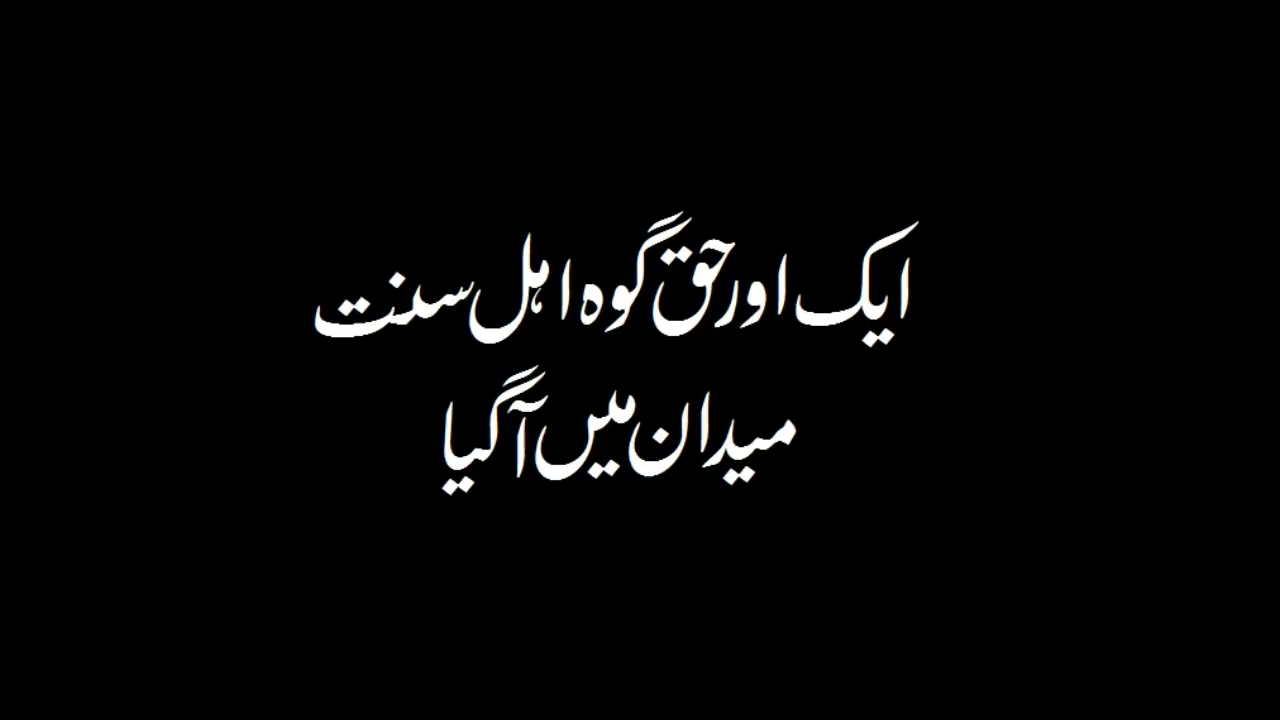 ایک اور حق گوہ اہل سنت
میدان میں آگیا